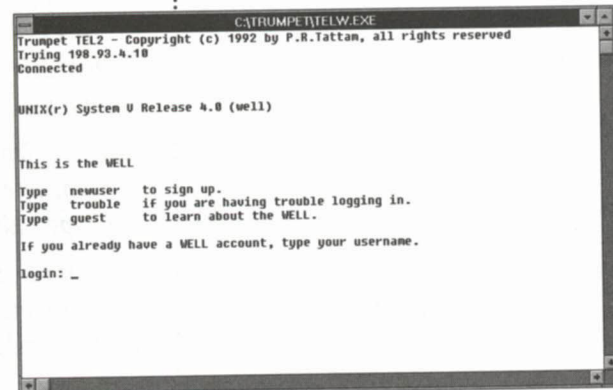 C:\TRUMPET\TELW.EXE
Trumpet TEL2 - Copyright (c) 1992 by P.R.Tattam, all rights reserved
Trying 198.93.4.10
Connected
UNIX(r) System V Release 4.0 (well)
This is the WELL
Type newuser to sign up.
Type trouble if you are having trouble logging in.
Type guest to learn about the WELL.
If you already have a WELL account, type your username.
login: _